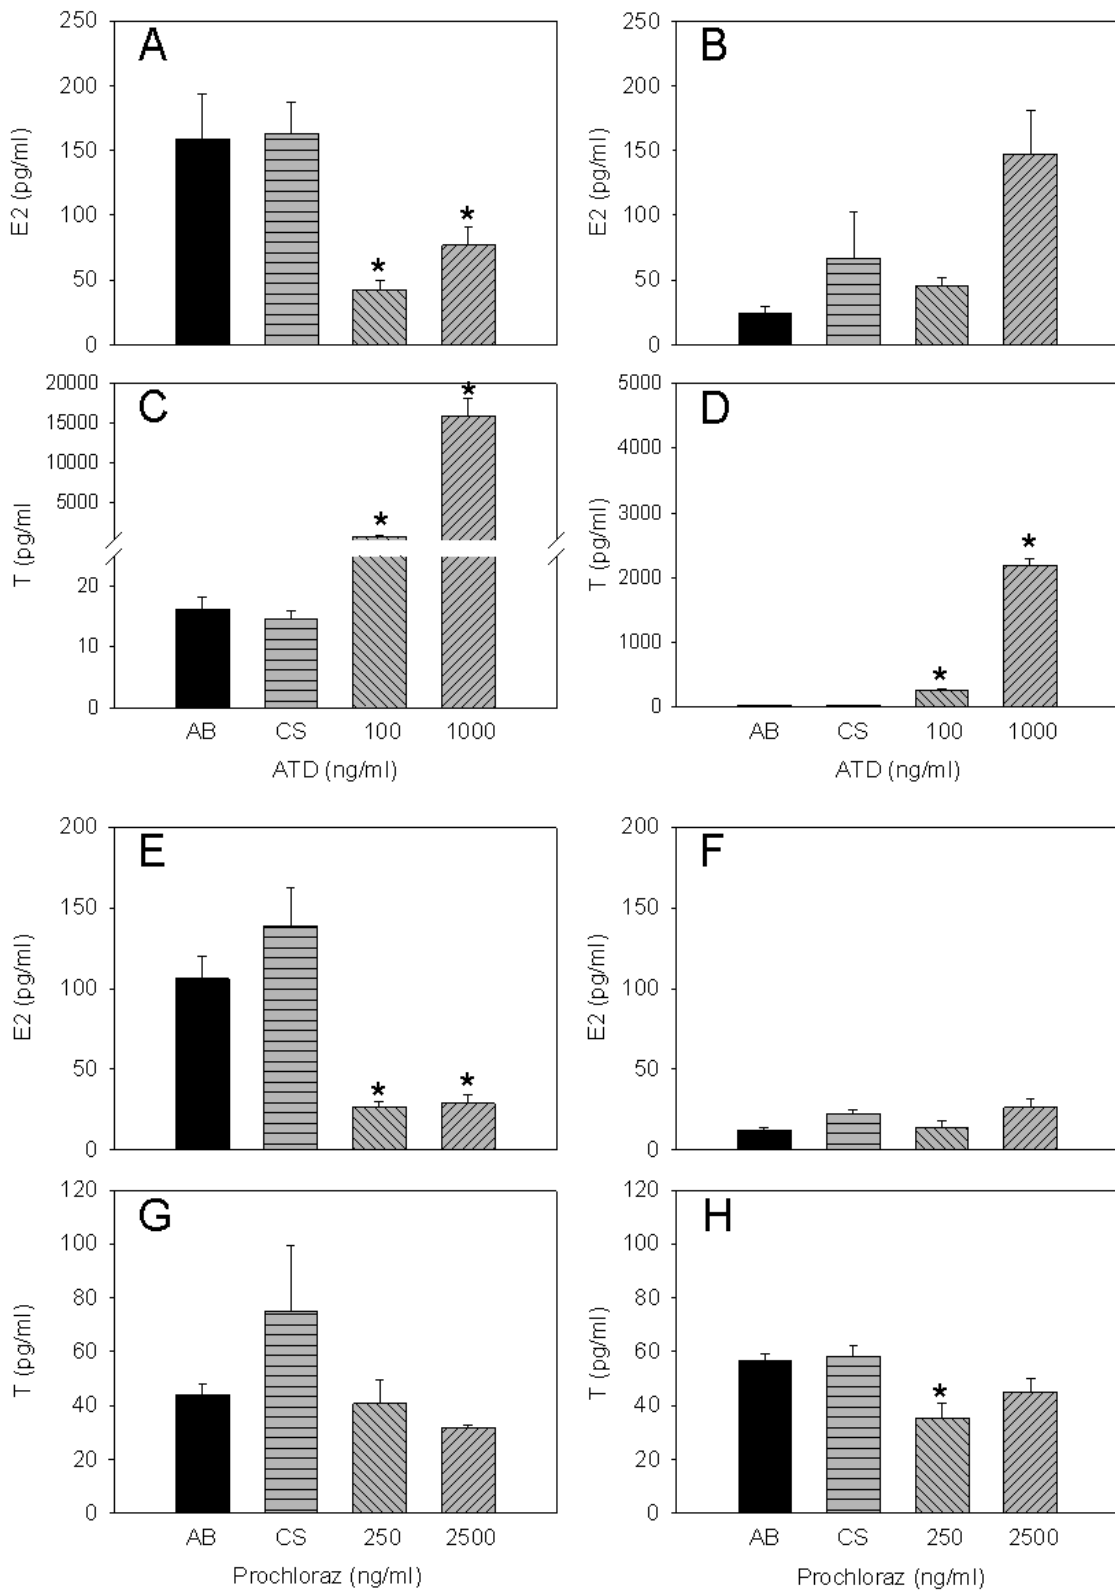 A
E2 (pg/ml)
250
200
150
100
50
0
*
*
B
E2 (pg/ml)
250
200
150
100
50
0
C
T (pg/ml
20000
15000
10000
5000
20
10
0
*
*
AB CS 100 1000
ATD (ng/ml)
D
T (pg/ml)
5000
4000
3000
2000
1000
0
*
*
AB CS 100 1000
ATD (ng/ml)
E
E2 (pg/ml)
200
150
100
50
0
*
*
F
E2 (pg/ml)
200
150
100
50
0
G
T (pg/ml)
120
100
80
60
40
20
0
AB CS 250 2500
Prochloraz (ng/ml)
H
T (pg/ml)
120
100
80
60
40
20
0
*
AB CS 250 2500
Prochloraz (ng/ml)